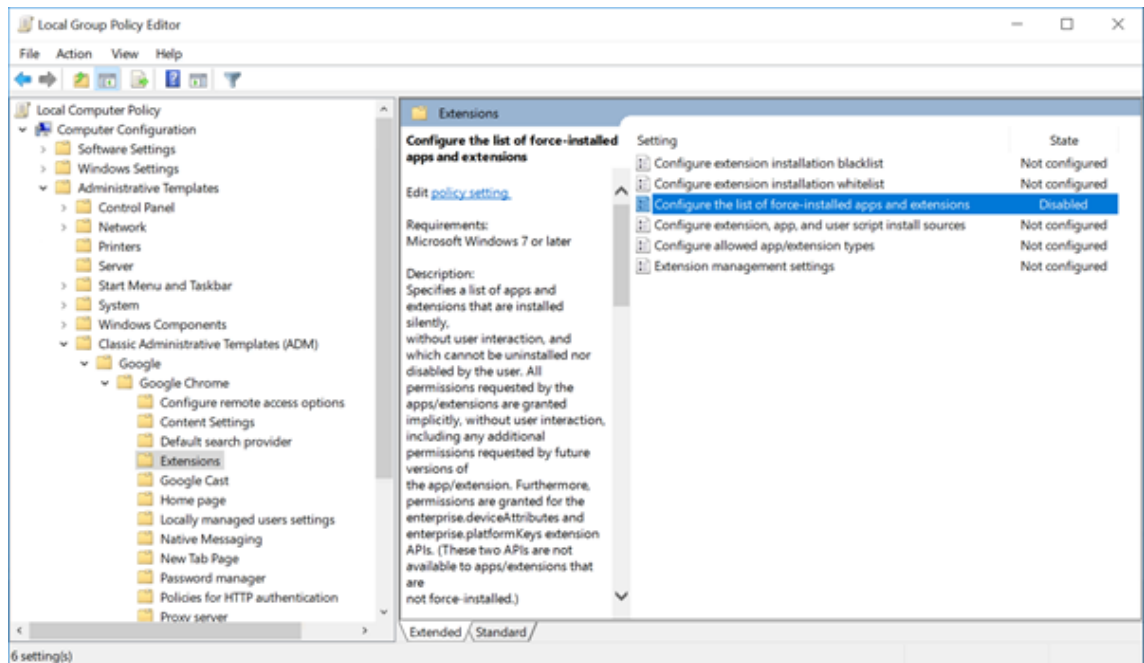 Local Group Policy Editor
File Action View Help
Local Computer Policy
Computer Configuration
Software Settings
Windows Settings
Administrative Templates
Control Panel
Network
Printers
Server
Start Menu and Taskbar
System
Windows Components
Classic Administrative Templates (ADM)
Google
Google Chrome
Configure remote access options
Content Settings
Default search provider
Extensions
Google Cast
Home page
Locally managed users settings
Native Messaging
New Tab Page
Password manager
Policies for HTTP authentication
Proxy server
Extensions
Configure the list of force-installed
apps and extensions
Edit policy setting.
Requirements:
Microsoft Windows 7 or later
Description:
Specifies a list of apps and
extensions that are installed
silently,
without user interaction, and
which cannot be uninstalled nor
disabled by the user. All
permissions requested by the
apps/extensions are granted
implicitly, without user interaction,
including any additional
permissions requested by future
versions of
the app/extension. Furthermore,
permissions are granted for the
enterprise.deviceAttributes and
enterprise.platformKeys extension
APIs. (These two APIs are not
available to apps/extensions that
are
not force-installed.)
Setting State
Configure extension installation blacklist Not configured
Configure extension installation whitelist Not configured
Configure the list of force-installed apps and extensions Disabled
Configure extension, app, and user script install sources Not configured
Configure allowed app/extension types Not configured
Extension management settings Not configured
Extended Standard
6 setting(s)